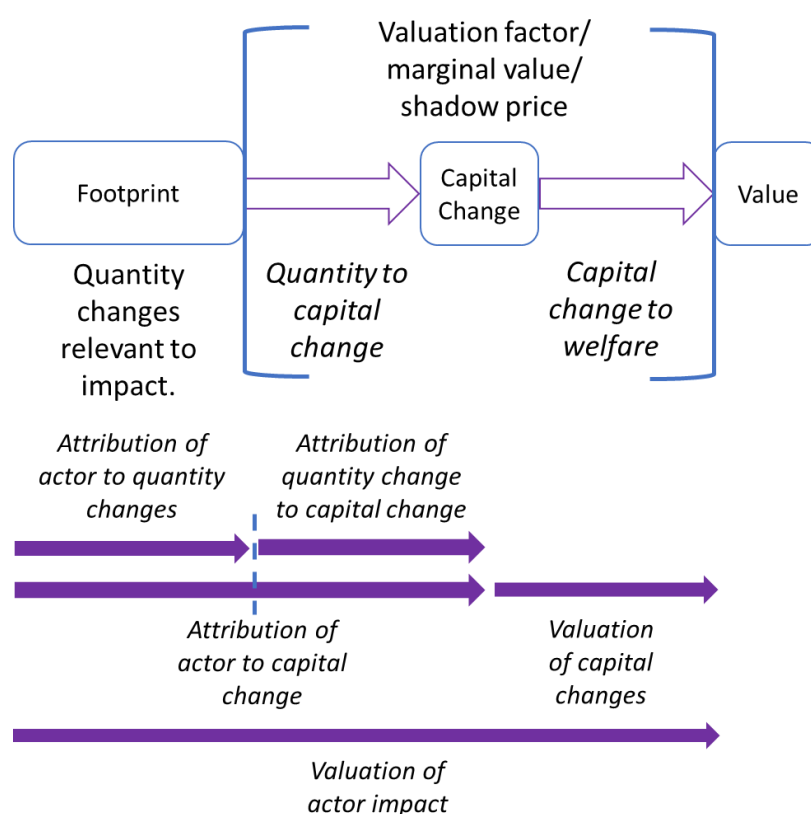 Valuation factor/
marginal value/
shadow price
Footprint
Capital
Change
Value
Quantity
changes
relevant to
impact.
Quantity to
capital
change
Capital
change to
welfare
Attribution of
actor to quantity
changes
Attribution of
quantity change
to capital change
Attribution of
actor to capital
change
Valuation
of capital
changes
Valuation of
actor impact